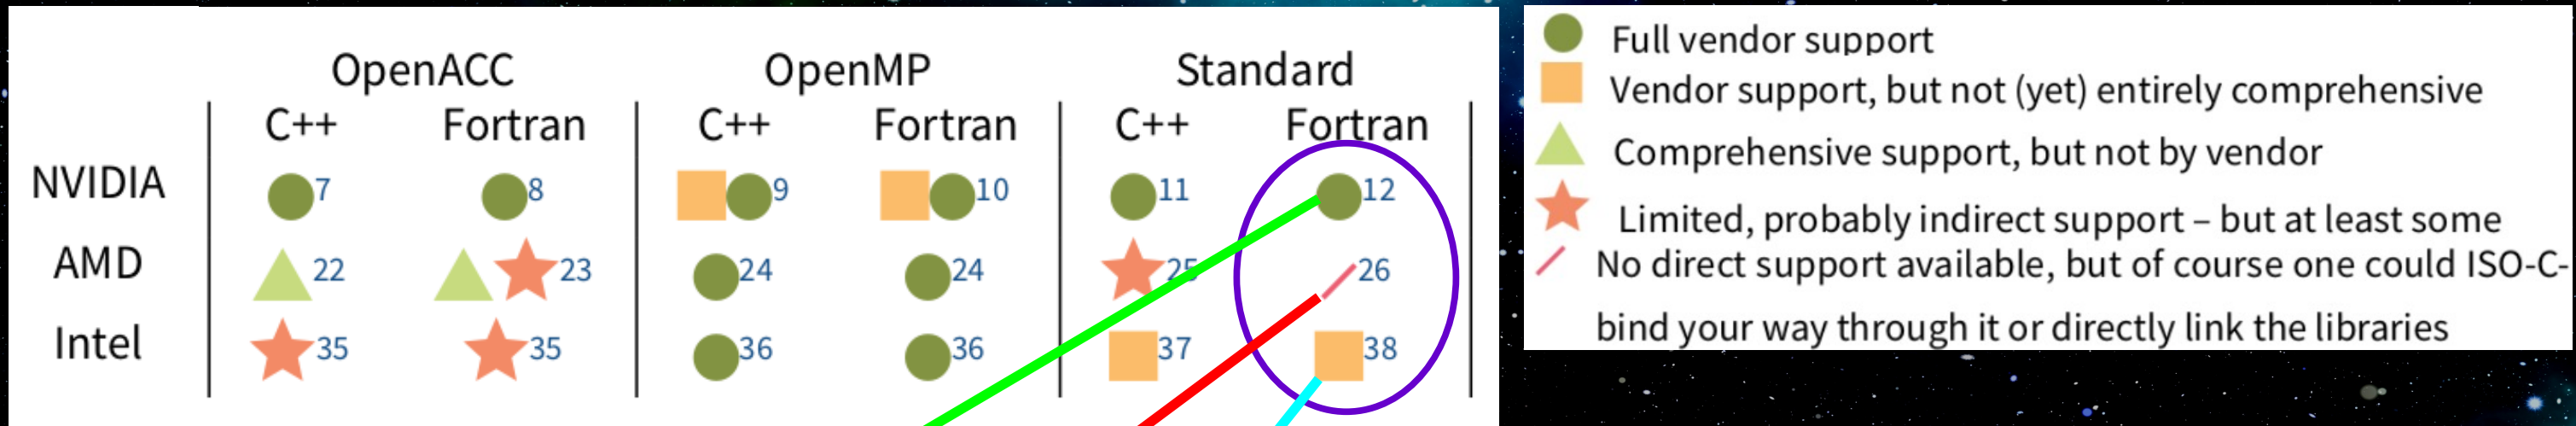 OpenACC OpenMP Standard
C++ Fortran C++ Fortran C++ Fortran
NVIDIA 7 8 9 10 11 12
AMD 22 23 24 24 25 26
Intel 35 35 36 36 37 38
Full vendor support
Vendor support, but not (yet) entirely comprehensive
Comprehensive support, but not by vendor
Limited, probably indirect support – but at least some
No direct support available, but of course one could ISO-C-
bind your way through it or directly link the libraries